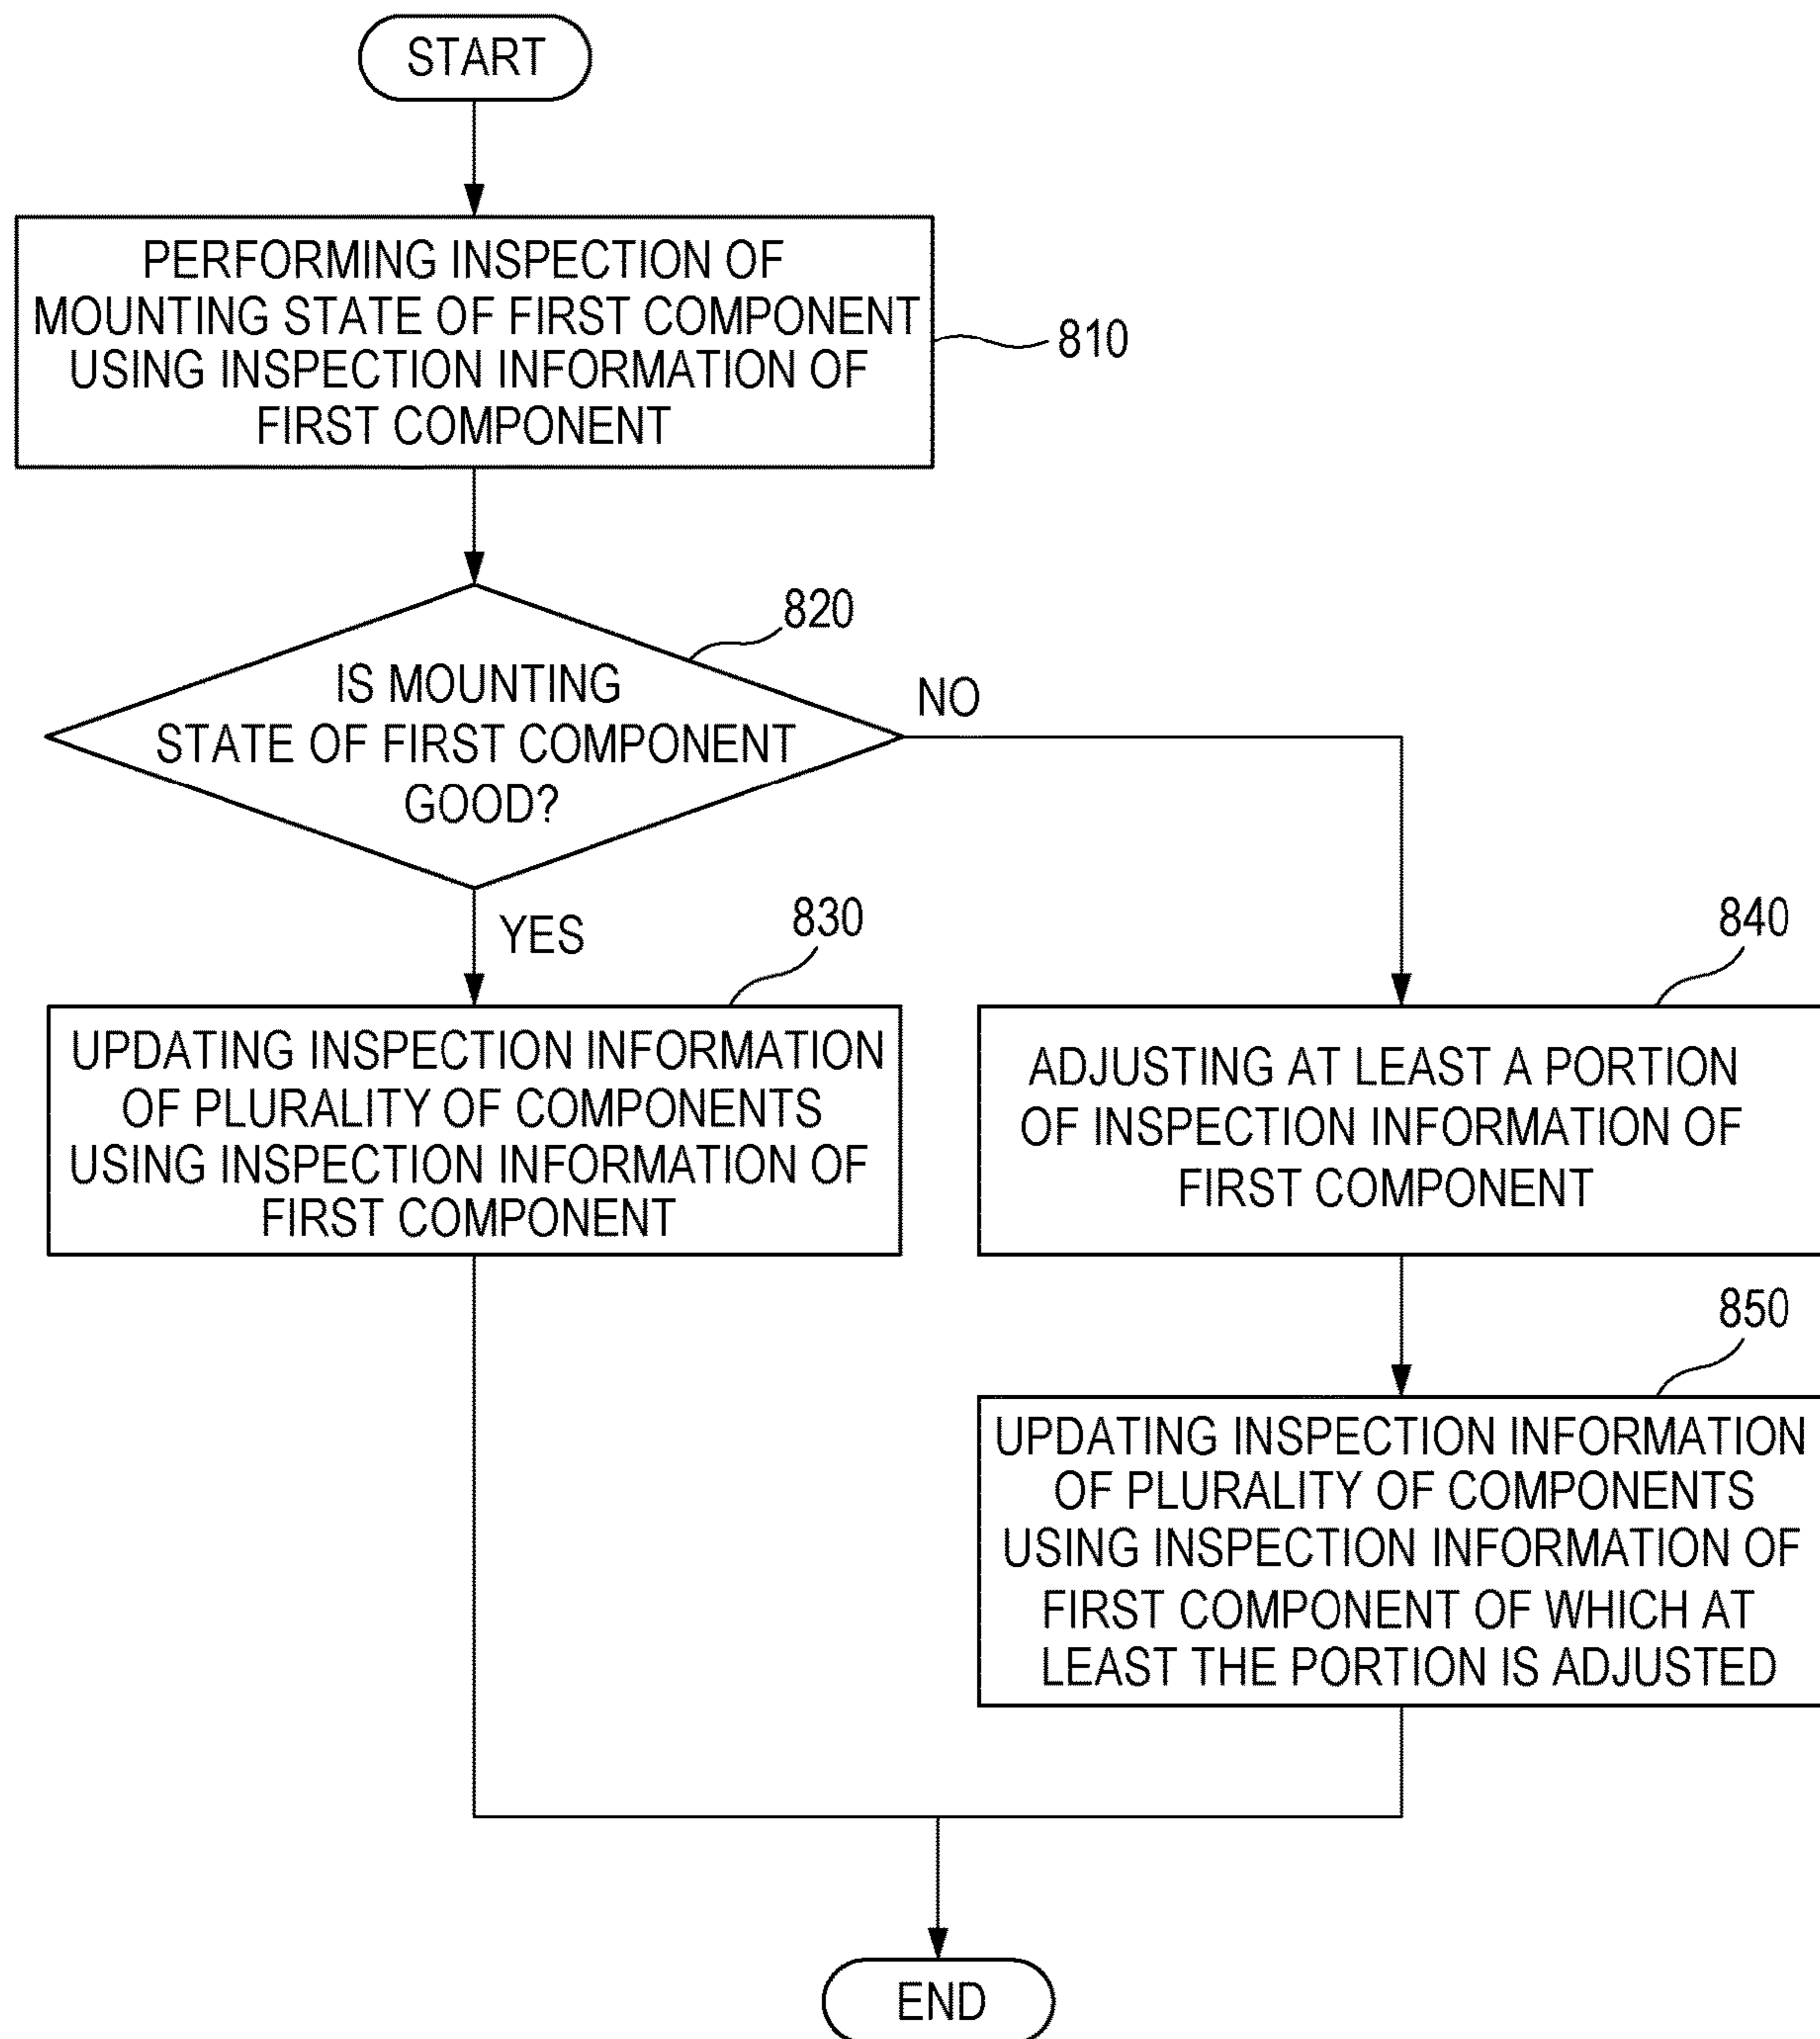 START
PERFORMING INSPECTION OF
MOUNTING STATE OF FIRST COMPONENT
USING INSPECTION INFORMATION OF
FIRST COMPONENT
810
820
IS MOUNTING
STATE OF FIRST COMPONENT
GOOD?
NO
YES
830
UPDATING INSPECTION INFORMATION
OF PLURALITY OF COMPONENTS
USING INSPECTION INFORMATION OF
FIRST COMPONENT
840
ADJUSTING AT LEAST A PORTION
OF INSPECTION INFORMATION OF
FIRST COMPONENT
850
UPDATING INSPECTION INFORMATION
OF PLURALITY OF COMPONENTS
USING INSPECTION INFORMATION OF
FIRST COMPONENT OF WHICH AT
LEAST THE PORTION IS ADJUSTED
END